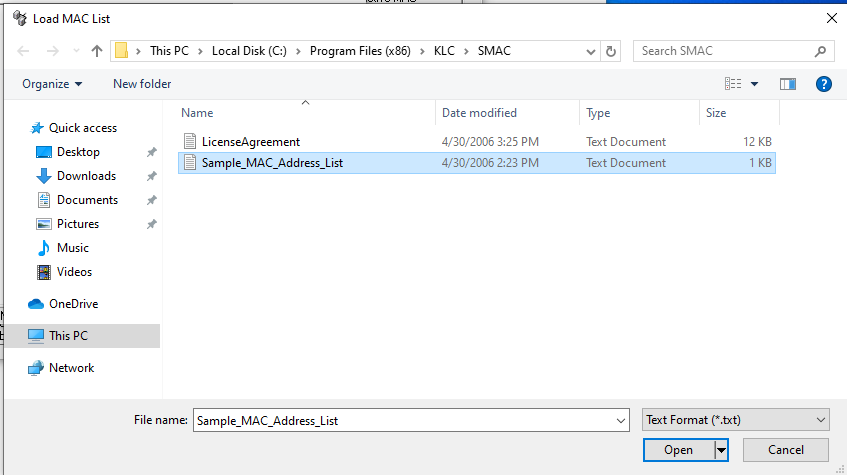 Load MAC List
This PC > Local Disk (C:) > Program Files (x86) > KLC > SMAC
Search SMAC
Organize
New folder
?
Name
Date modified
Type
Size
LicenseAgreement 4/30/2006 3:25 PM Text Document 12 KB
Sample_MAC_Address_List 4/30/2006 2:23 PM Text Document 1 KB
Quick access
Desktop
Downloads
Documents
Pictures
Music
Videos
OneDrive
This PC
Network
File name: Sample_MAC_Address_List
Text Format (*.txt)
Open
Cancel